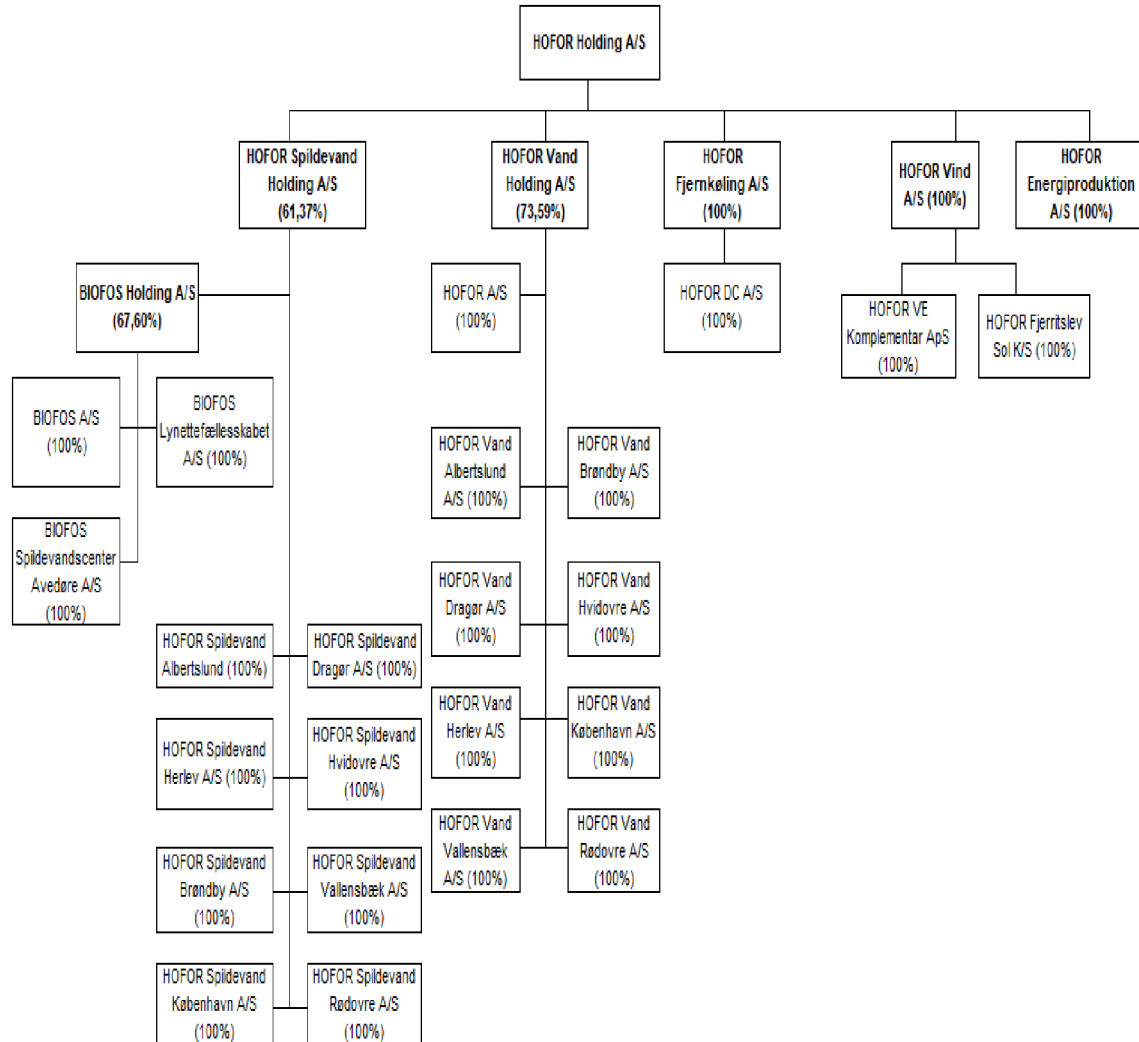 HOFOR Holding A/S
HOFOR Spildevand
Holding A/S
(61,37%)
HOFOR Vand
Holding A/S
(73,59%)
HOFOR
Fjernkøling A/S
(100%)
HOFOR Vind
A/S (100%)
HOFOR
Energiproduktion
A/S (100%)
BIOFOS Holding A/S
(67,60%)
HOFOR A/S
(100%)
HOFOR DC A/S
(100%)
HOFOR VE
Komplementar ApS
(100%)
HOFOR Fjerritslev
Sol K/S (100%)
BIOFOS A/S
(100%)
BIOFOS
Lynettefællesskabet
A/S (100%)
BIOFOS
Spildevandscenter
Avedøre A/S
(100%)
HOFOR Vand
Albertslund
A/S (100%)
HOFOR Vand
Brøndby A/S
(100%)
HOFOR Vand
Dragør A/S
(100%)
HOFOR Vand
Hvidovre A/S
(100%)
HOFOR Vand
Herlev A/S
(100%)
HOFOR Vand
København A/S
(100%)
HOFOR Vand
Vallensbæk
A/S (100%)
HOFOR Vand
Rødovre A/S
(100%)
HOFOR Spildevand
Albertslund (100%)
HOFOR Spildevand
Dragør A/S (100%)
HOFOR Spildevand
Herlev A/S (100%)
HOFOR Spildevand
Hvidovre A/S
(100%)
HOFOR Spildevand
Brøndby A/S
(100%)
HOFOR Spildevand
Vallensbæk A/S
(100%)
HOFOR Spildevand
København A/S
(100%)
HOFOR Spildevand
Rødovre A/S
(100%)